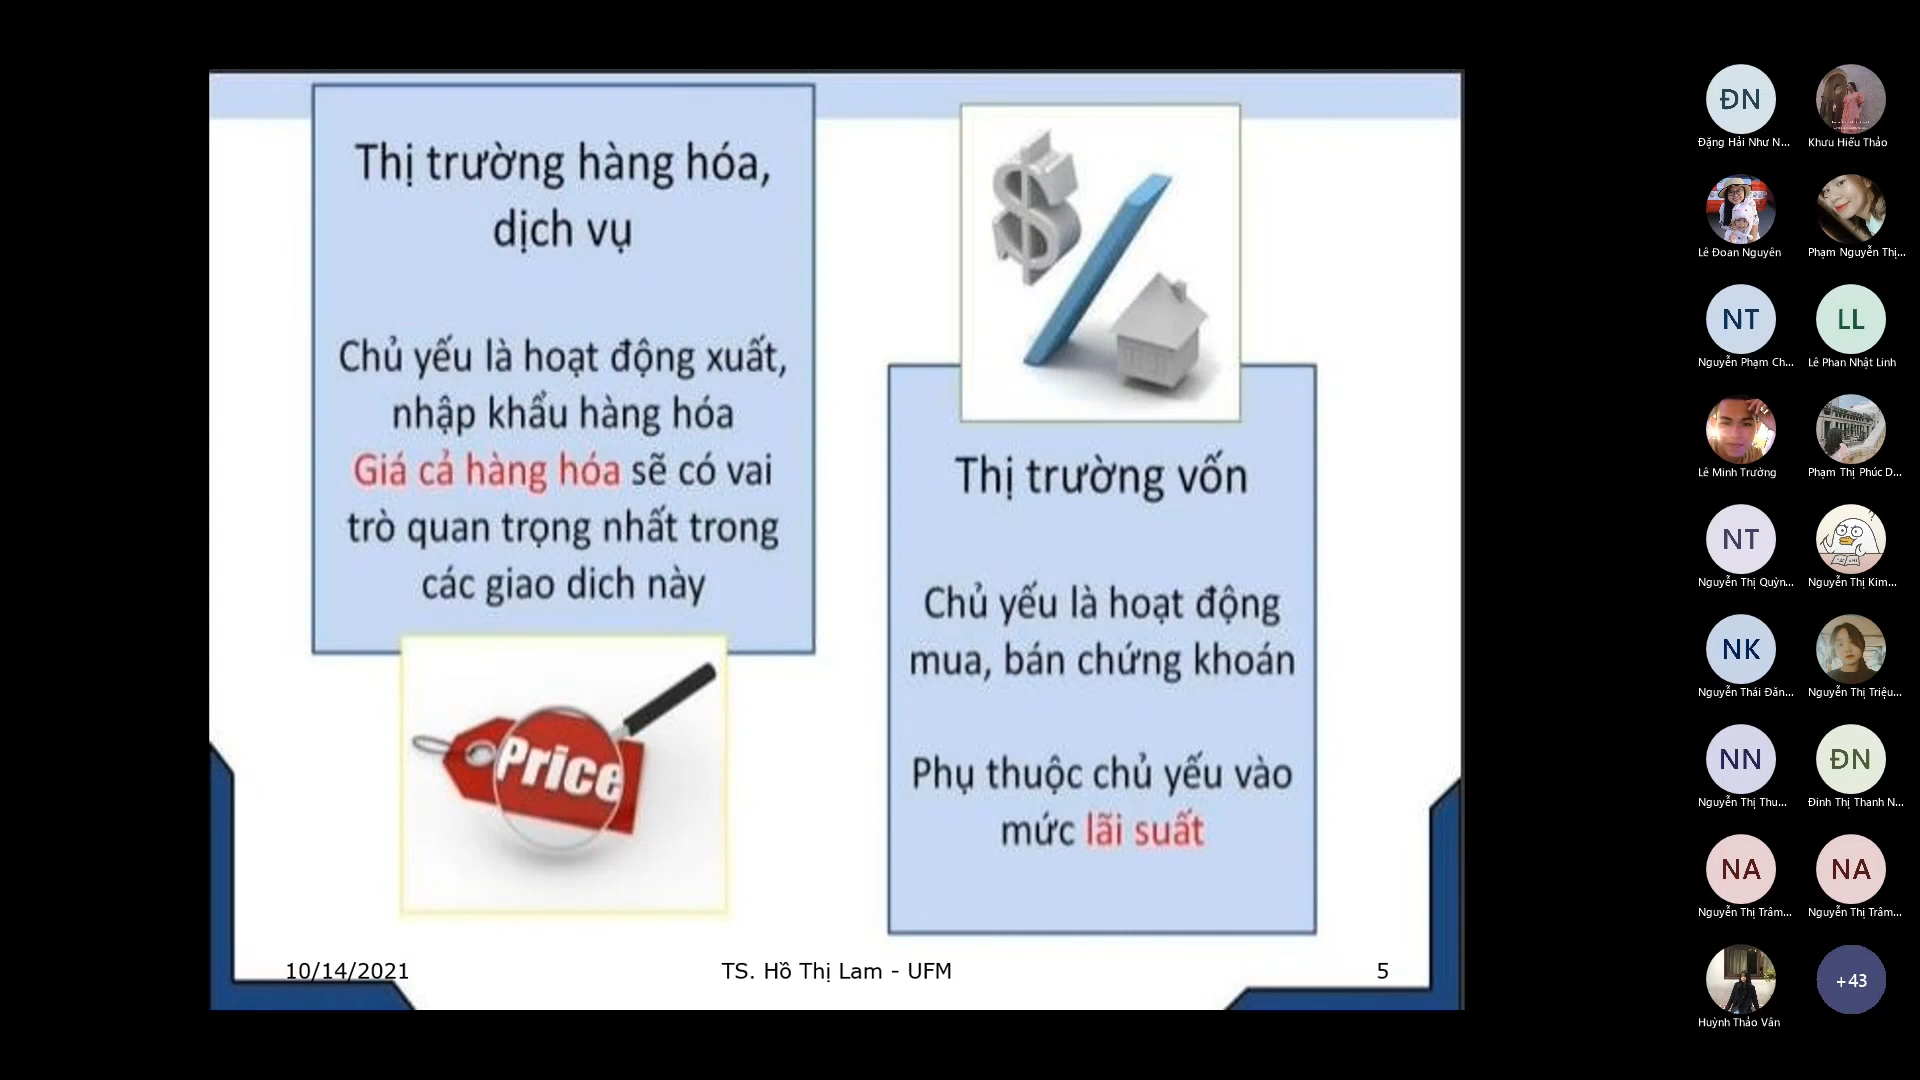 Thị trường hàng hóa,
dịch vụ
Chủ yếu là hoạt động xuất,
nhập khẩu hàng hóa
Giá cả hàng hóa sẽ có vai
trò quan trọng nhất trong
các giao dich này
Price
Thị trường vốn
Chủ yếu là hoạt động
mua, bán chứng khoán
Phụ thuộc chủ yếu vào
mức lãi suất
10/14/2021
TS. Hồ Thị Lam - UFM
5
ĐN
Đặng Hải Như N...
Khưu Hiếu Thảo
Lê Đoan Nguyên
Phạm Nguyễn Thị...
NT
Nguyễn Phạm Ch...
LL
Lê Phan Nhật Linh
Lê Minh Trường
Phạm Thị Phúc D...
NT
Nguyễn Thị Quỳn...
Nguyễn Thị Kim...
NK
Nguyễn Thái Đăn...
Nguyễn Thị Triệu...
NN
Nguyễn Thị Thu...
ĐN
Đinh Thị Thanh N...
NA
Nguyễn Thị Trâm...
NA
Nguyễn Thị Trâm...
Huỳnh Thảo Vân
+43